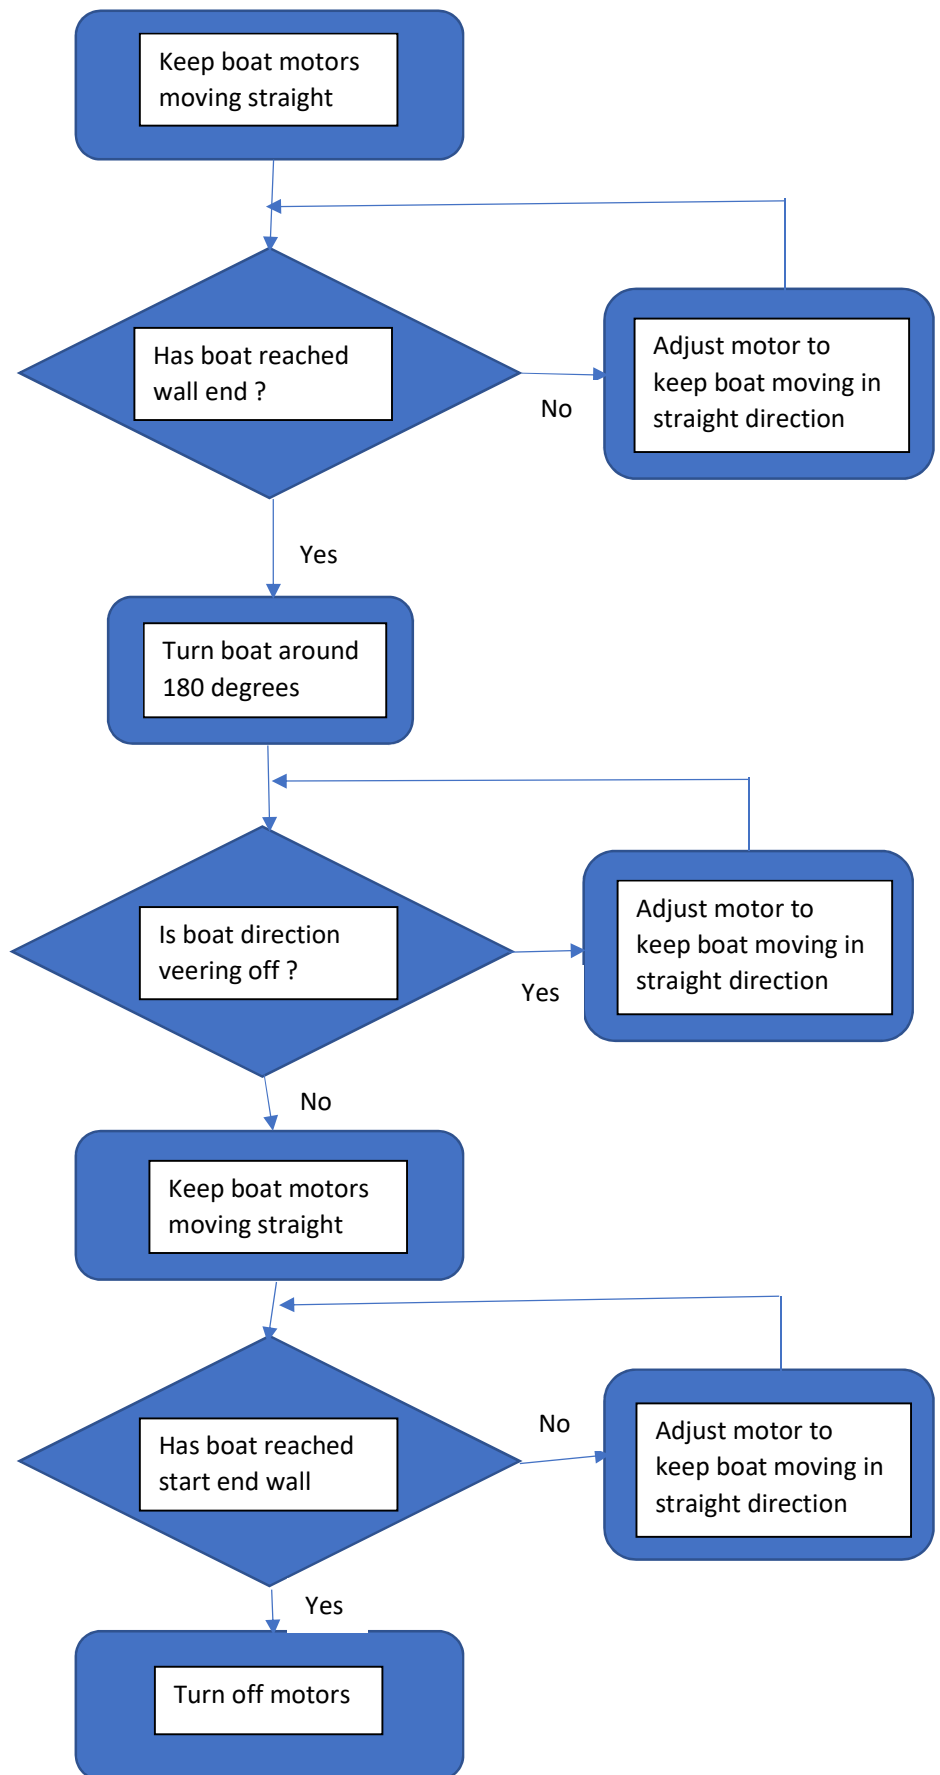 Keep boat motors
moving straight
Has boat reached
wall end ?
No
Adjust motor to
keep boat moving in
straight direction
Yes
Turn boat around
180 degrees
Is boat direction
veering off ?
Yes
Adjust motor to
keep boat moving in
straight direction
No
Keep boat motors
moving straight
Has boat reached
start end wall
No
Adjust motor to
keep boat moving in
straight direction
Yes
Turn off motors